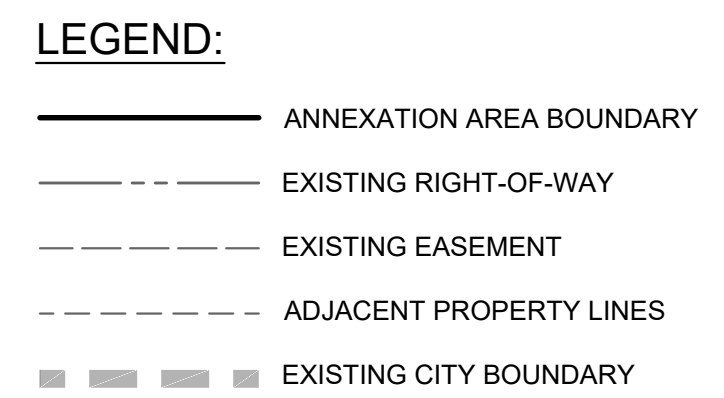 LEGEND:
ANNEXATION AREA BOUNDARY
EXISTING RIGHT-OF-WAY
EXISTING EASEMENT
ADJACENT PROPERTY LINES
EXISTING CITY BOUNDARY